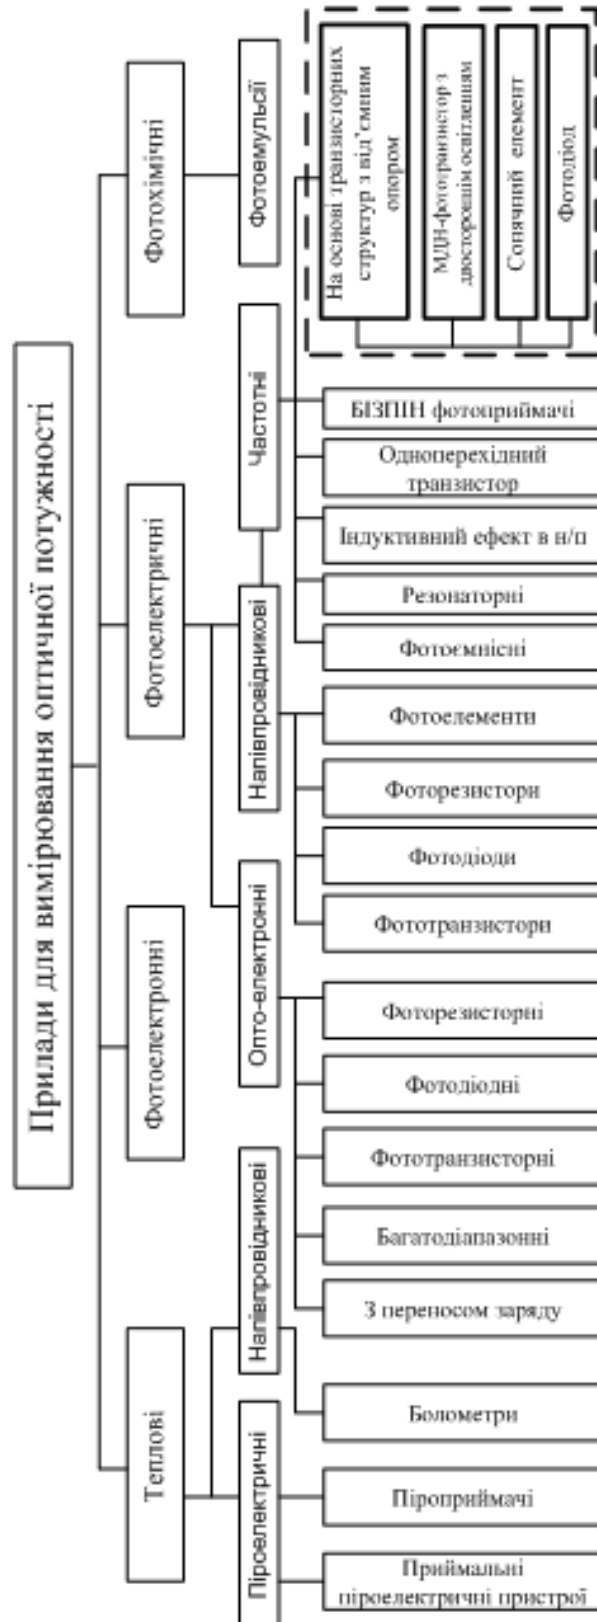 Прилади для вимірювання оптичної потужності
Теплові
Фотоелектронні
Фотоелектричні
Фотохімічні
Піроелектричні
Напівпровідникові
Опто-електронні
Напівпровідникові
Частотні
Фотоемульсії
На основі транзисторних
структур з від’ємним
опором
МДН-фототранзистор з
двостороннім освітленням
Сонячний елемент
Фотодіод
БІЗПІН фотоприймачі
Одноперехідний
транзистор
Індуктивний ефект в н/п
Резонаторні
Фотоємнісні
Фотоелементи
Фоторезистори
Фотодіоди
Фототранзистори
Фоторезисторні
Фотодіодні
Фототранзисторні
Багатодіапазонні
З переносом заряду
Болометри
Піроприймачі
Приймальні
піроелектричні пристрої